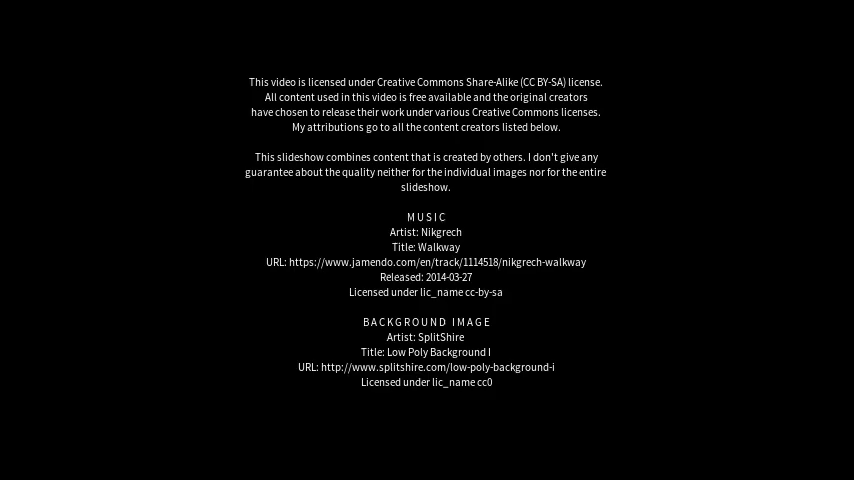 This video is licensed under Creative Commons Share-Alike (CC BY-SA) license.
All content used in this video is free available and the original creators
have chosen to release their work under various Creative Commons licenses.
My attributions go to all the content creators listed below.
This slideshow combines content that is created by others. I don't give any
guarantee about the quality neither for the individual images nor for the entire
slideshow.
MUSIC
Artist: Nikgrech
Title: Walkway
URL: https://www.jamendo.com/en/track/1114518/nikgrech-walkway
Released: 2014-03-27
Licensed under lic_name cc-by-sa
BACKGROUND IMAGE
Artist: SplitShire
Title: Low Poly Background I
URL: http://www.splitshire.com/low-poly-background-i
Licensed under lic_name cc0